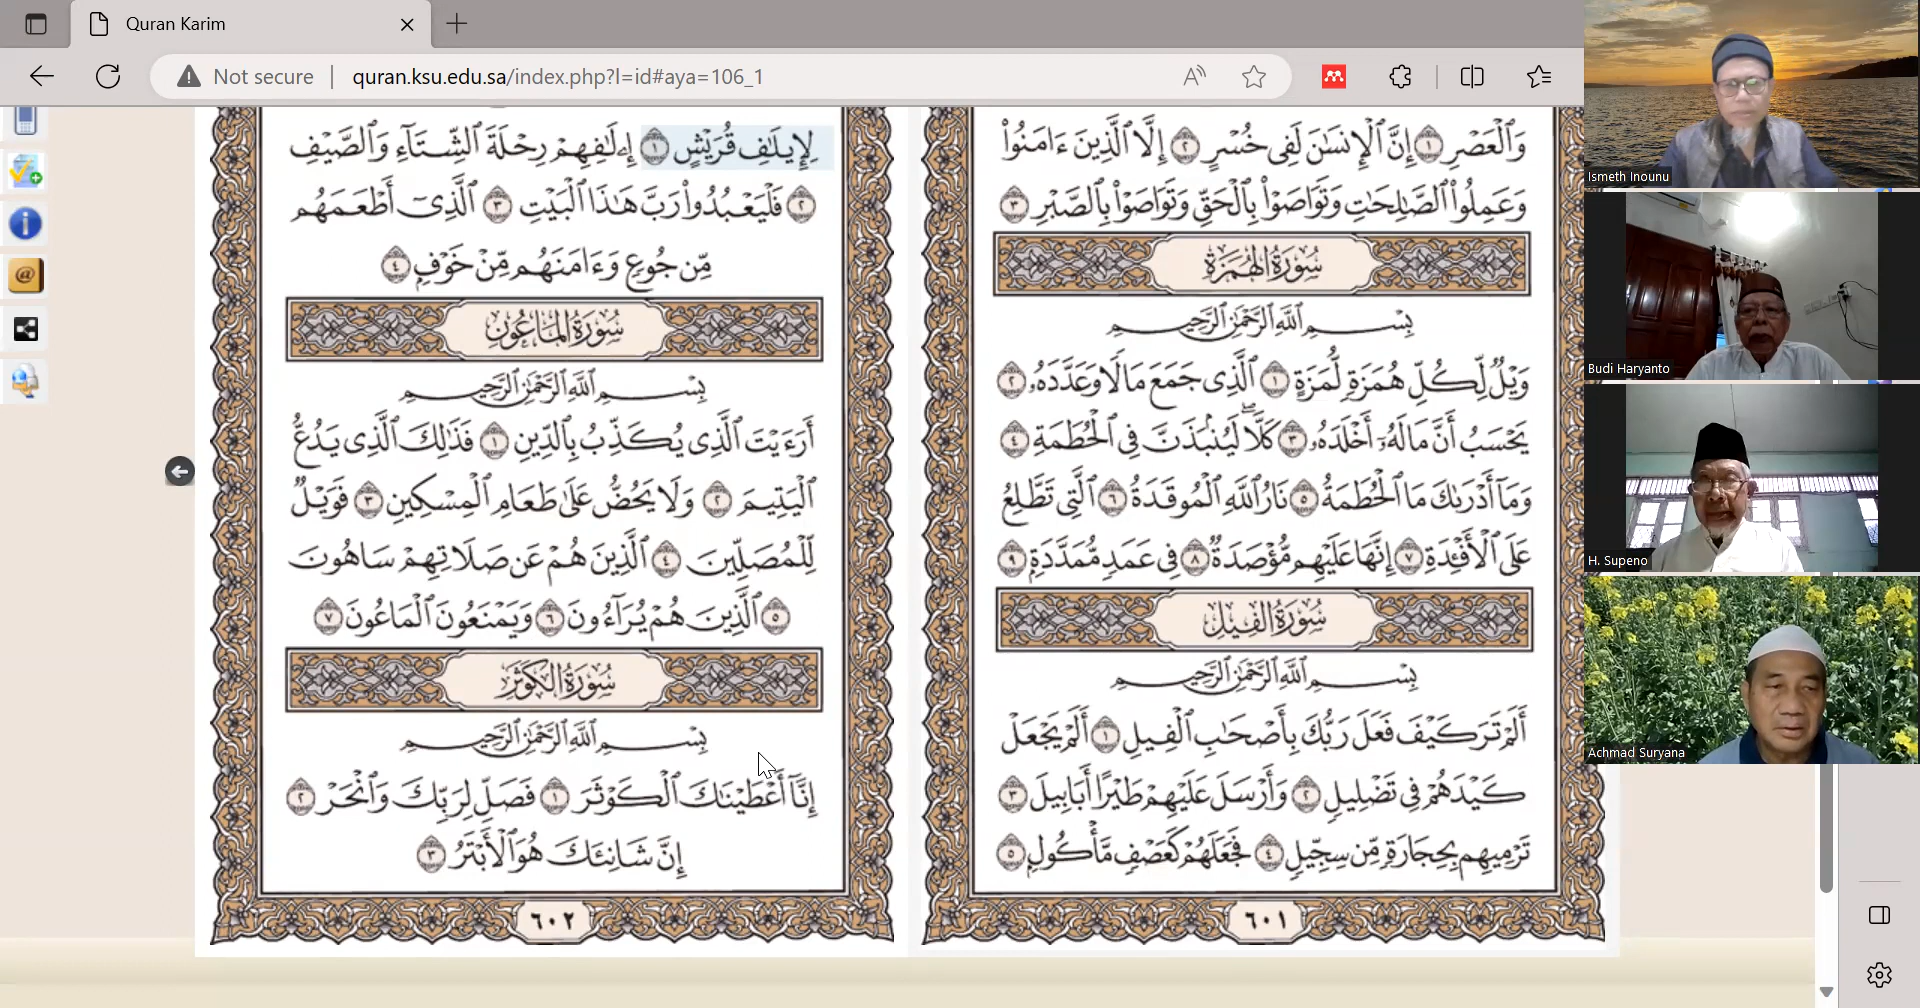 Quran Karim
Not secure
quran.ksu.edu.sa/index.php?l=id#aya=106_1
وَٱلْعَصْرِ ١ إِنَّ ٱلْإِنسَٰنَ لَفِى خُسْرٍ ٢ إِلَّا ٱلَّذِينَ ءَامَنُوا۟
وَعَمِلُوا۟ ٱلصَّٰلِحَٰتِ وَتَوَاصَوْا۟ بِٱلْحَقِّ وَتَوَاصَوْا۟ بِٱلصَّبْرِ ٣
سُورَةُ الهُمَزَةِ
بِسْمِ ٱللَّهِ ٱلرَّحْمَٰنِ ٱلرَّحِيمِ
وَيْلٌ لِّكُلِّ هُمَزَةٍ لُّمَزَةٍ ١ ٱلَّذِى جَمَعَ مَالًا وَعَدَّدَهُۥ ٢
يَحْسَبُ أَنَّ مَالَهُۥٓ أَخْلَدَهُۥ ٣ كَلَّا ۖ لَيُنۢبَذَنَّ فِى ٱلْحُطَمَةِ ٤
وَمَآ أَدْرَىٰكَ مَا ٱلْحُطَمَةُ ٥ نَارُ ٱللَّهِ ٱلْمُوقَدَةُ ٦ ٱلَّتِى تَطَّلِعُ
عَلَى ٱلْأَفْـِٔدَةِ ٧ إِنَّهَا عَلَيْهِم مُّؤْصَدَةٌ ٨ فِى عَمَدٍ مُّمَدَّدَةٍۭ ٩
سُورَةُ الفِيلِ
بِسْمِ ٱللَّهِ ٱلرَّحْمَٰنِ ٱلرَّحِيمِ
أَلَمْ تَرَ كَيْفَ فَعَلَ رَبُّكَ بِأَصْحَٰبِ ٱلْفِيلِ ١ أَلَمْ يَجْعَلْ
كَيْدَهُمْ فِى تَضْلِيلٍ ٢ وَأَرْسَلَ عَلَيْهِمْ طَيْرًا أَبَابِيلَ ٣
تَرْمِيهِم بِحِجَارَةٍ مِّن سِجِّيلٍ ٤ فَجَعَلَهُمْ كَعَصْفٍ مَّأْكُولٍۭ ٥
٦٠١
لِإِيلَٰفِ قُرَيْشٍ ١ إِۦلَٰفِهِمْ رِحْلَةَ ٱلشِّتَآءِ وَٱلصَّيْفِ
٢ فَلْيَعْبُدُوا۟ رَبَّ هَٰذَا ٱلْبَيْتِ ٣ ٱلَّذِىٓ أَطْعَمَهُم
مِّن جُوعٍ وَءَامَنَهُم مِّنْ خَوْفٍۭ ٤
سُورَةُ المَاعُونِ
بِسْمِ ٱللَّهِ ٱلرَّحْمَٰنِ ٱلرَّحِيمِ
أَرَءَيْتَ ٱلَّذِى يُكَذِّبُ بِٱلدِّينِ ١ فَذَٰلِكَ ٱلَّذِى يَدُعُّ
ٱلْيَتِيمَ ٢ وَلَا يَحُضُّ عَلَىٰ طَعَامِ ٱلْمِسْكِينِ ٣ فَوَيْلٌ
لِّلْمُصَلِّينَ ٤ ٱلَّذِينَ هُمْ عَن صَلَاتِهِمْ سَاهُونَ
٥ ٱلَّذِينَ هُمْ يُرَآءُونَ ٦ وَيَمْنَعُونَ ٱلْمَاعُونَ ٧
سُورَةُ الكَوْثَرِ
بِسْمِ ٱللَّهِ ٱلرَّحْمَٰنِ ٱلرَّحِيمِ
إِنَّآ أَعْطَيْنَٰكَ ٱلْكَوْثَرَ ١ فَصَلِّ لِرَبِّكَ وَٱنْحَرْ ٢
إِنَّ شَانِئَكَ هُوَ ٱلْأَبْتَرُ ٣
٦٠٢
Ismeth Inounu
Budi Haryanto
H. Supeno
Achmad Suryana